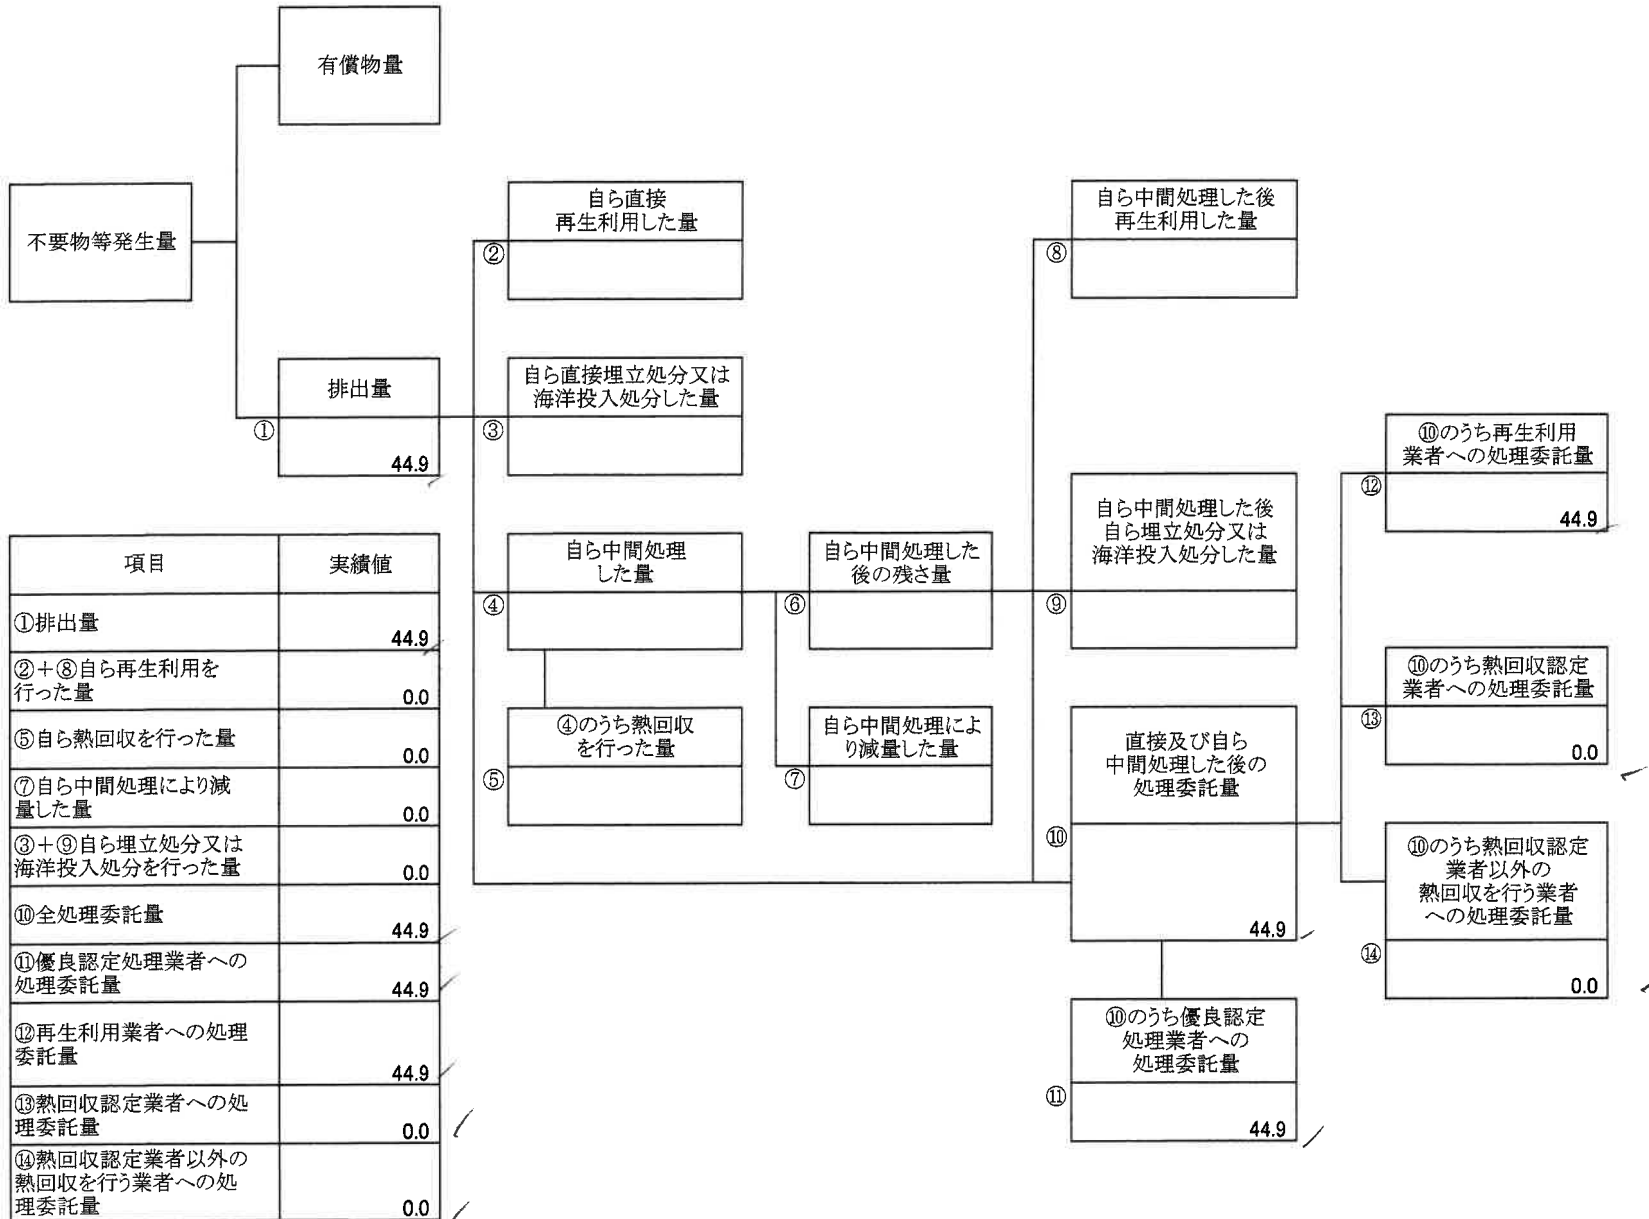 有償物量
不要物等発生量
自ら直接
再生利用した量
②
自ら中間処理した後
再生利用した量
⑧
排出量
①
44.9
自ら直接埋立処分又は
海洋投入処分した量
③
⑩のうち再生利用
業者への処理委託量
⑫
44.9
自ら中間処理
した量
④
自ら中間処理した
後の残さ量
⑥
自ら中間処理した後
自ら埋立処分又は
海洋投入処分した量
⑨
⑩のうち熱回収認定
業者への処理委託量
⑬
0.0
④のうち熱回収
を行った量
⑤
自ら中間処理によ
り減量した量
⑦
直接及び自ら
中間処理した後の
処理委託量
⑩
44.9
⑩のうち熱回収認定
業者以外の
熱回収を行う業者
への処理委託量
⑭
0.0
⑩のうち優良認定
処理業者への
処理委託量
⑪
44.9
項目 実績値
①排出量 44.9
②+⑧自ら再生利用を
行った量 0.0
⑤自ら熱回収を行った量 0.0
⑦自ら中間処理により減
量した量 0.0
③+⑨自ら埋立処分又は
海洋投入処分を行った量 0.0
⑩全処理委託量 44.9
⑪優良認定処理業者への
処理委託量 44.9
⑫再生利用業者への処理
委託量 44.9
⑬熱回収認定業者への処
理委託量 0.0
⑭熱回収認定業者以外の
熱回収を行う業者への処
理委託量 0.0